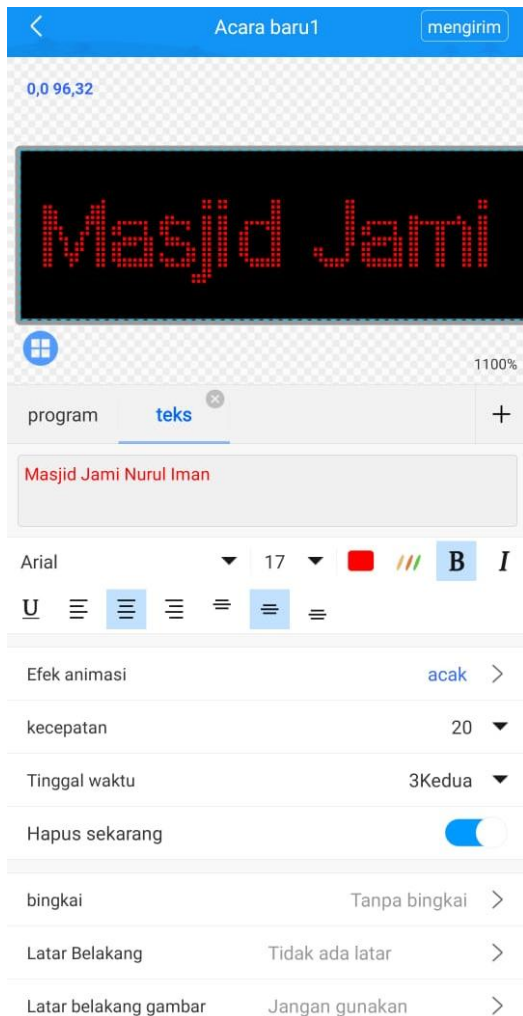 Acara baru1
mengirim
0,0 96,32
Masjid Jami
1100%
program teks +
Masjid Jami Nurul Iman
Arial 17 B I
U
Efek animasi acak
kecepatan 20
Tinggal waktu 3Kedua
Hapus sekarang
bingkai Tanpa bingkai
Latar Belakang Tidak ada latar
Latar belakang gambar Jangan gunakan